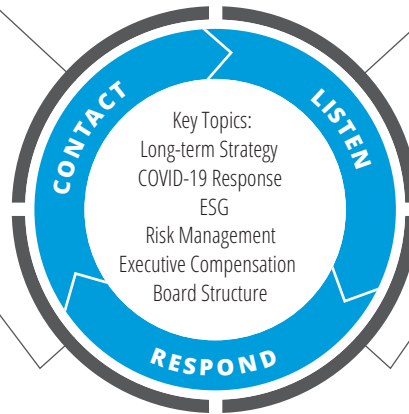 CONTACT
LISTEN
Key Topics:
Long-term Strategy
COVID-19 Response
ESG
Risk Management
Executive Compensation
Board Structure
RESPOND